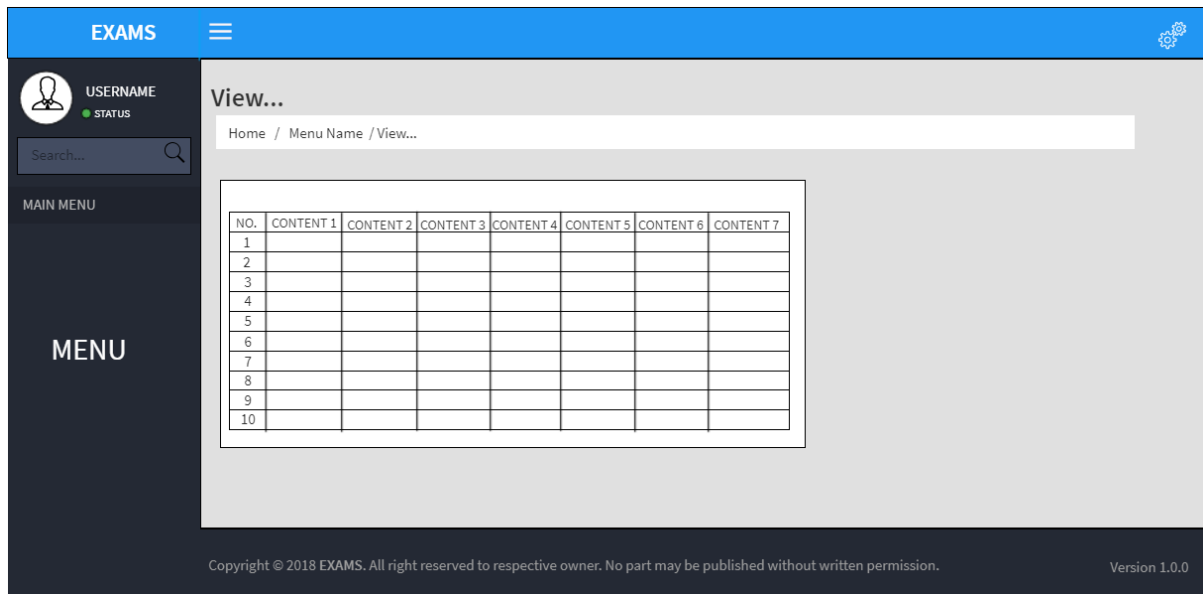 EXAMS
USERNAME
STATUS
Search...
MAIN MENU
MENU
View...
Home / Menu Name / View...
NO. CONTENT 1 CONTENT 2 CONTENT 3 CONTENT 4 CONTENT 5 CONTENT 6 CONTENT 7
1
2
3
4
5
6
7
8
9
10
Copyright © 2018 EXAMS. All right reserved to respective owner. No part may be published without written permission.
Version 1.0.0